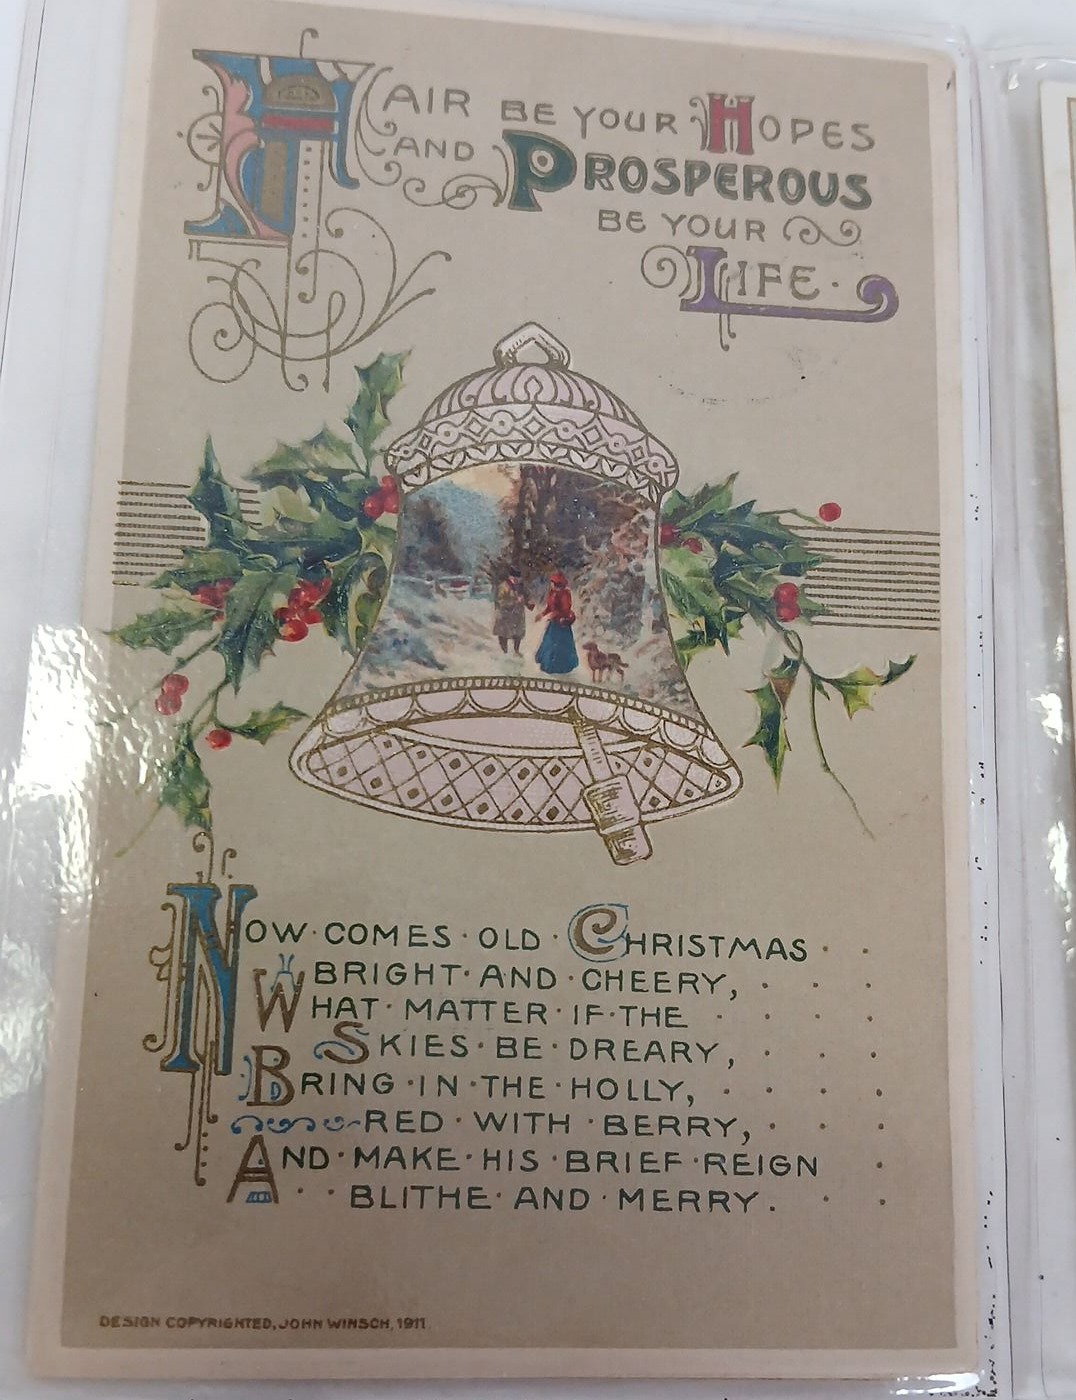 FAIR BE YOUR HOPES
AND PROSPEROUS
BE YOUR
LIFE.
NOW · COMES · OLD · CHRISTMAS
BRIGHT · AND · CHEERY,
WHAT · MATTER · IF · THE
SKIES · BE · DREARY,
BRING · IN · THE · HOLLY,
RED · WITH · BERRY,
AND · MAKE · HIS · BRIEF · REIGN
BLITHE · AND · MERRY.
DESIGN COPYRIGHTED, JOHN WINSCH, 1911